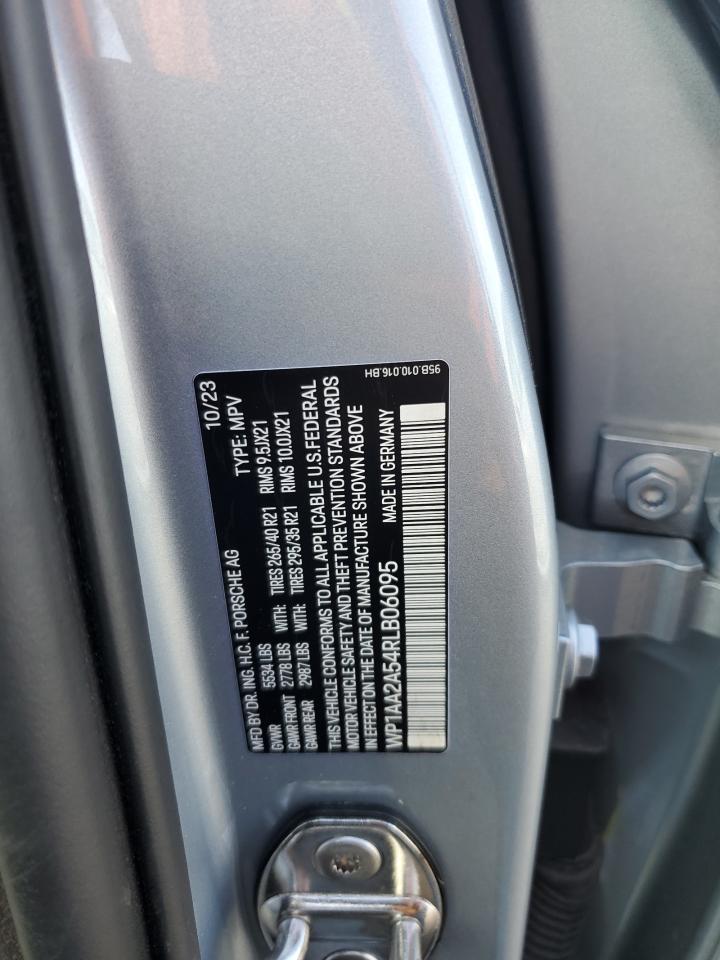 10/23
MFD BY DR. ING. H.C. F. PORSCHE AG TYPE: MPV
GVWR 5534 LBS WITH: TIRES 265/40 R21 RIMS 9.5JX21
GAWR FRONT 2778 LBS WITH: TIRES 295/35 R21 RIMS 10.0JX21
GAWR REAR 2987 LBS
THIS VEHICLE CONFORMS TO ALL APPLICABLE U.S. FEDERAL
MOTOR VEHICLE SAFETY AND THEFT PREVENTION STANDARDS
IN EFFECT ON THE DATE OF MANUFACTURE SHOWN ABOVE
WP1AA2A54RLB06095 MADE IN GERMANY
95B.010.016.BH